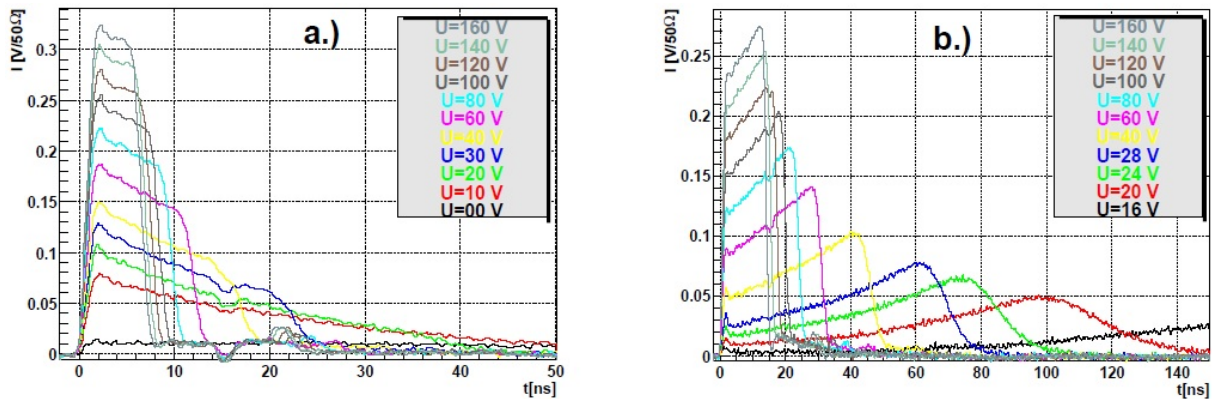 a.)
I [V/50Ω]
0.3
0.25
0.2
0.15
0.1
0.05
0
0 10 20 30 40 50
t[ns]
U=160 V
U=140 V
U=120 V
U=100 V
U=80 V
U=60 V
U=40 V
U=30 V
U=20 V
U=10 V
U=00 V
b.)
I [V/50Ω]
0.25
0.2
0.15
0.1
0.05
0
0 20 40 60 80 100 120 140
t[ns]
U=160 V
U=140 V
U=120 V
U=100 V
U=80 V
U=60 V
U=40 V
U=28 V
U=24 V
U=20 V
U=16 V